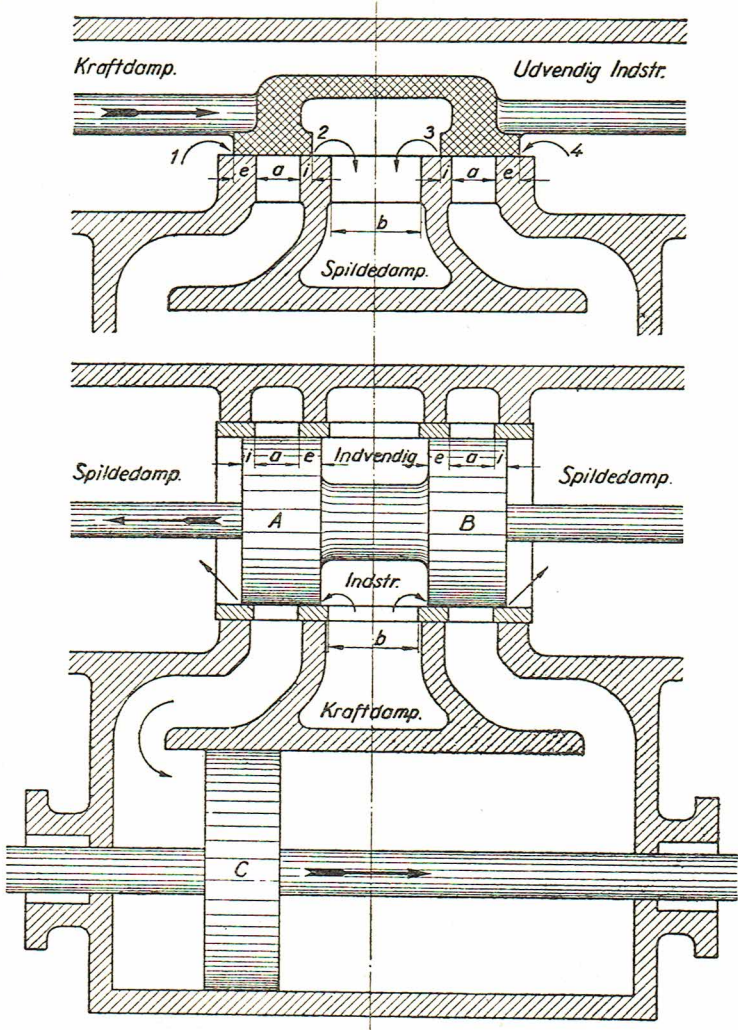 Kraftdamp. Udvendig Indstr.
1 2 3 4
e a i i a e
b
Spildedamp.
i a e Indvendig e a i
Spildedamp. Spildedamp.
A B
Indstr.
b
Kraftdamp.
C